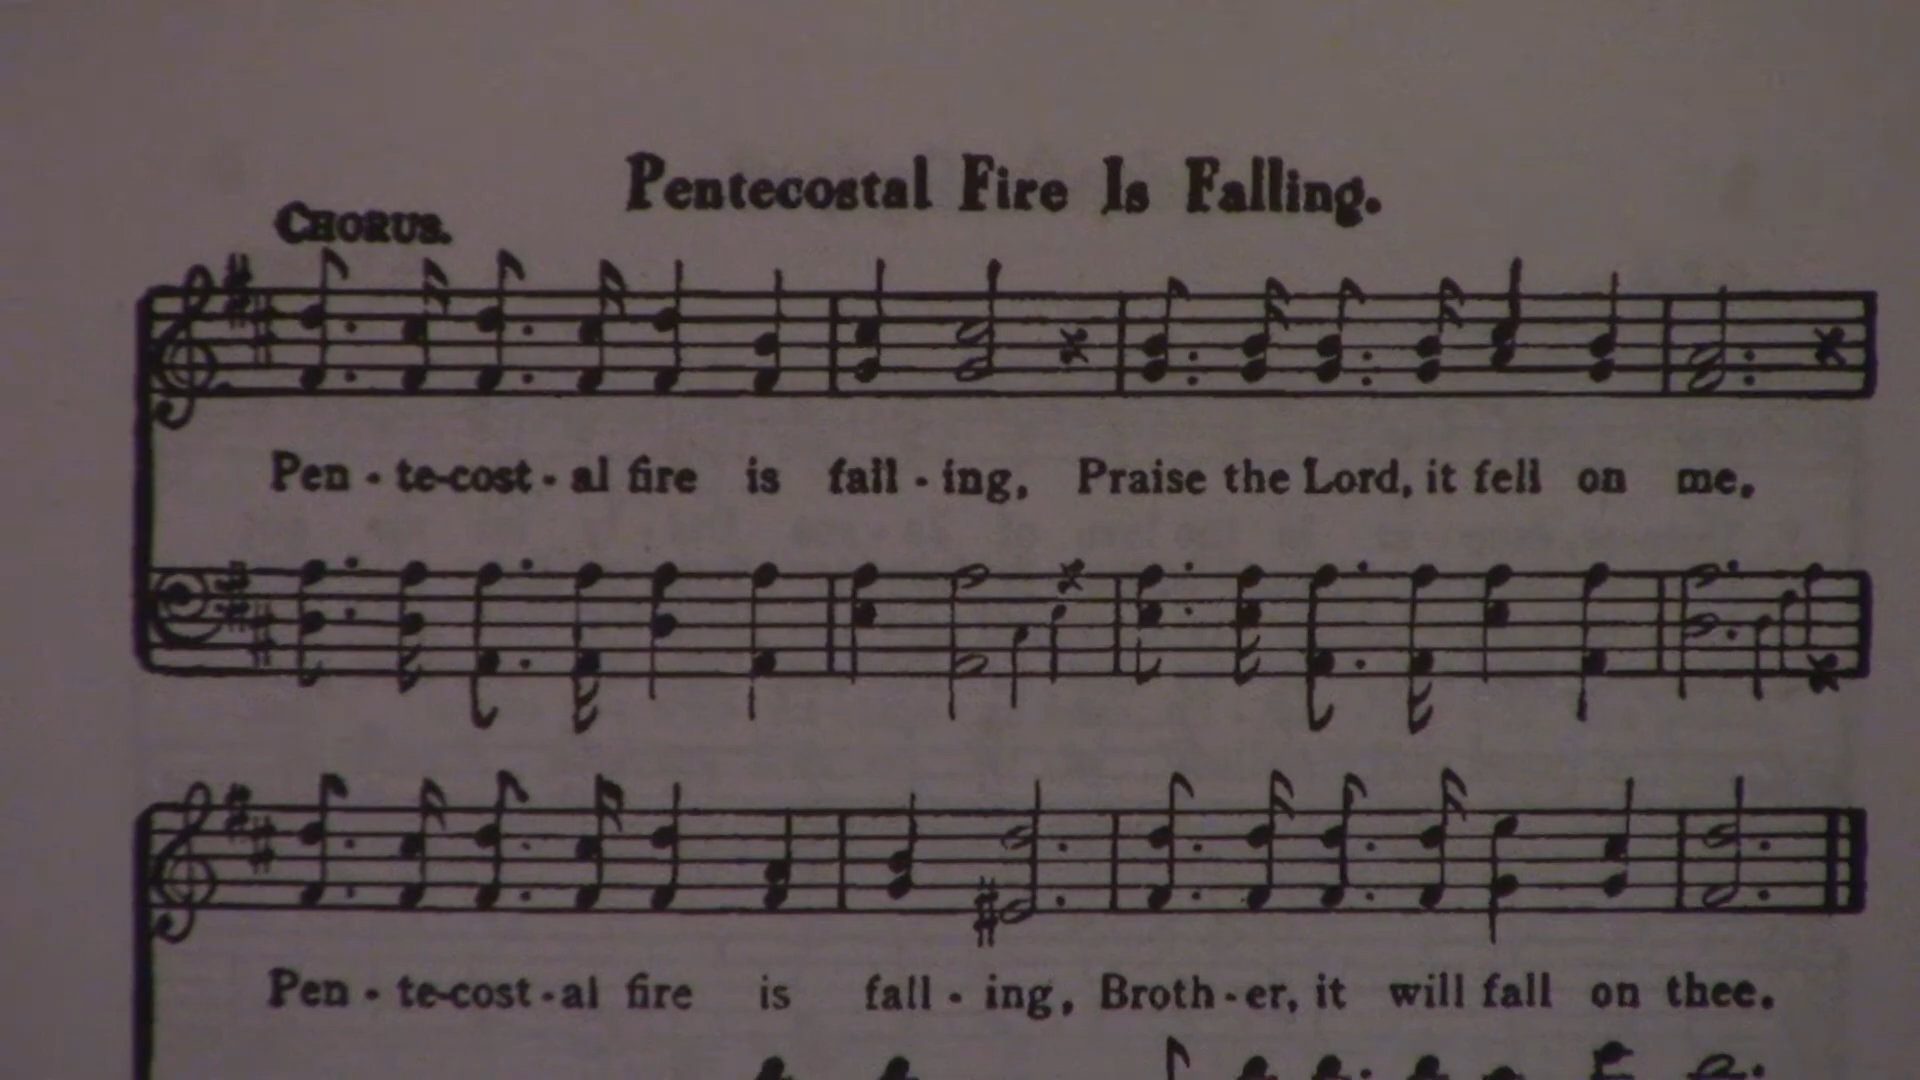 Pentecostal Fire Is Falling.
CHORUS.
Pen - te-cost - al fire is fall - ing, Praise the Lord, it fell on me,
Pen - te-cost - al fire is fall - ing, Broth - er, it will fall on thee.